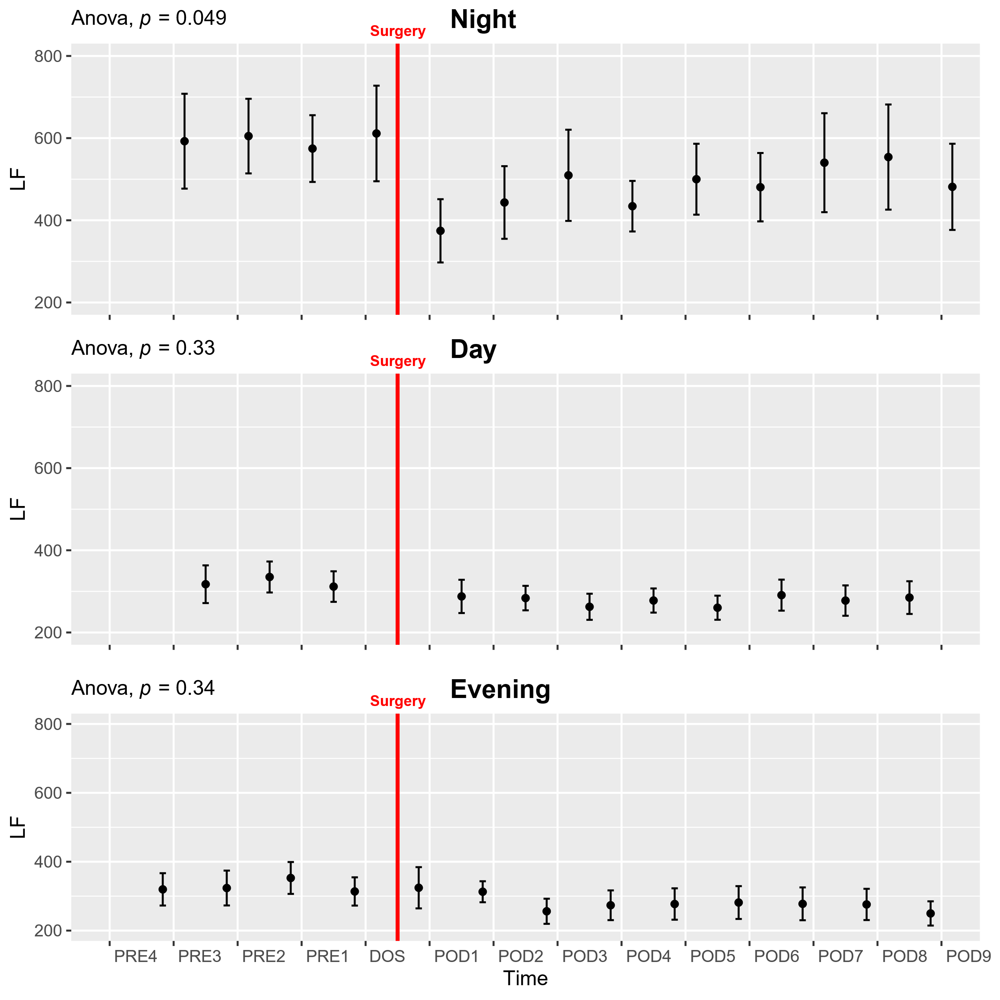 Anova, p = 0.049
Night
Surgery
800
600
400
200
LF
Anova, p = 0.33
Day
Surgery
800
600
400
200
LF
Anova, p = 0.34
Evening
Surgery
800
600
400
200
LF
PRE4 PRE3 PRE2 PRE1 DOS POD1 POD2 POD3 POD4 POD5 POD6 POD7 POD8 POD9
Time